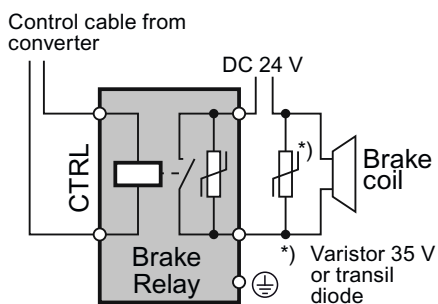 Control cable from
converter
DC 24 V
CTRL
*)
Brake
coil
Brake
Relay
*) Varistor 35 V
or transil
diode